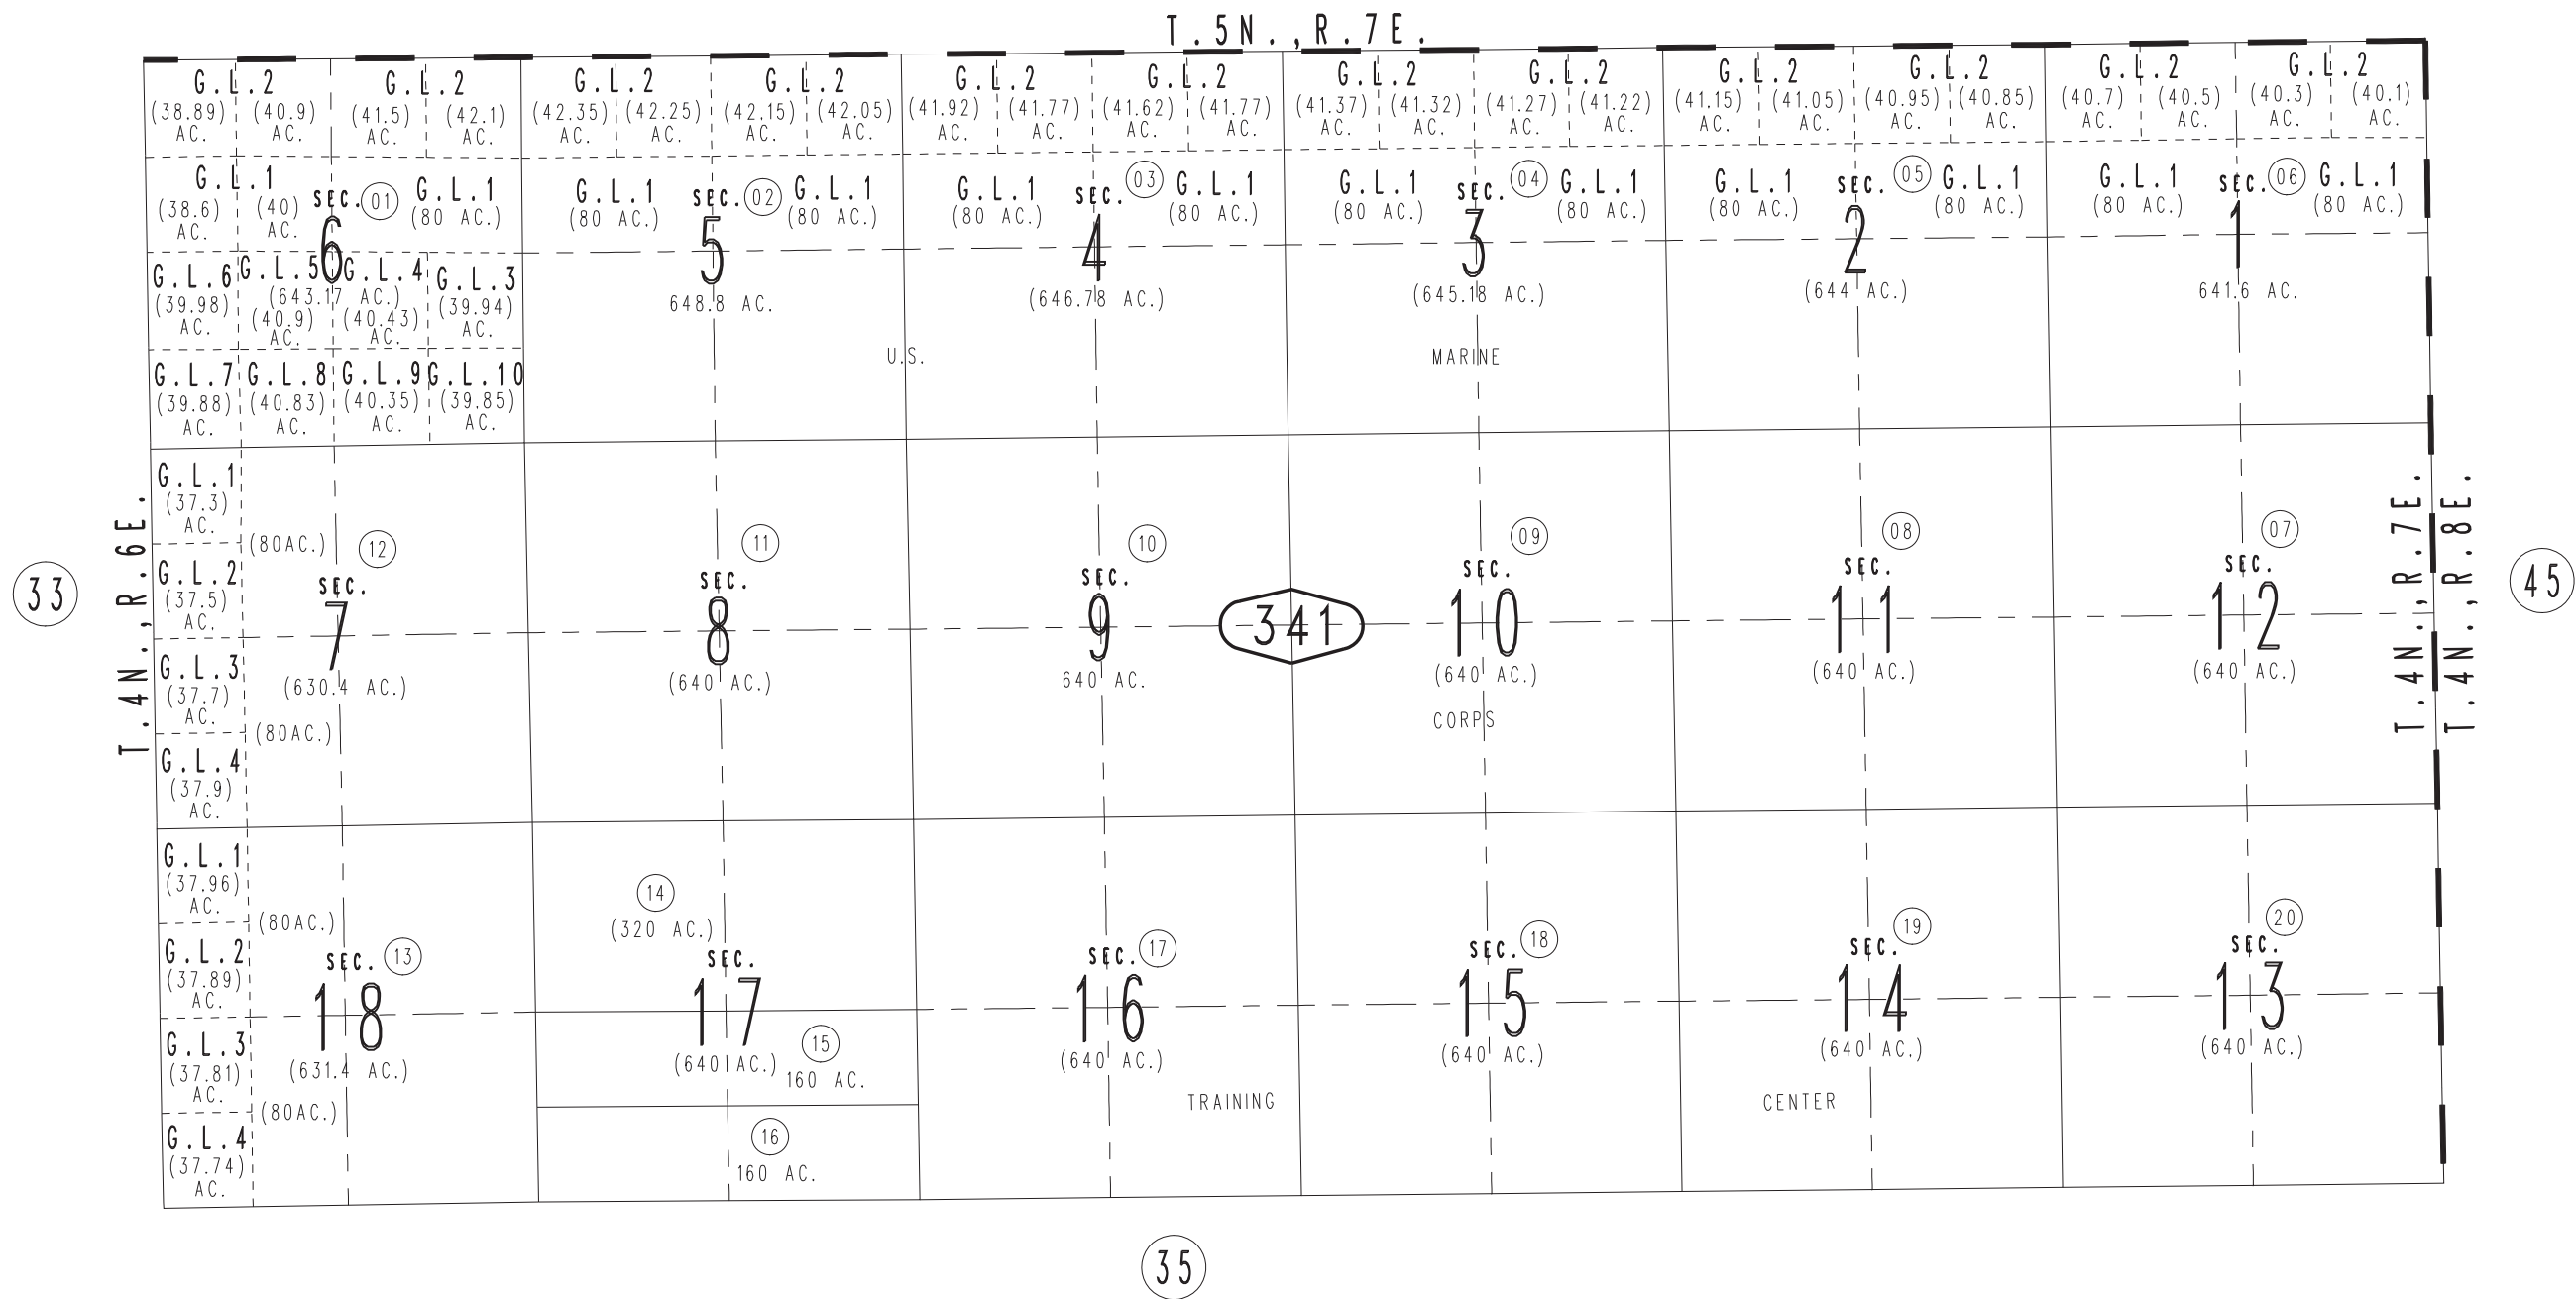 T.5N.,R.7E.
G.L.2 G.L.2 G.L.2 G.L.2 G.L.2 G.L.2 G.L.2 G.L.2 G.L.2 G.L.2 G.L.2 G.L.2
(38.89) (40.9) (41.5) (42.1) (42.35) (42.25) (42.15) (42.05) (41.92) (41.77) (41.62) (41.77) (41.37) (41.32) (41.27) (41.22) (41.15) (41.05) (40.95) (40.85) (40.7) (40.5) (40.3) (40.1)
AC. AC. AC. AC. AC. AC. AC. AC. AC. AC. AC. AC. AC. AC. AC. AC. AC. AC. AC. AC. AC. AC. AC. AC.
G.L.1 SEC. 01 G.L.1 G.L.1 SEC. 02 G.L.1 G.L.1 SEC. 03 G.L.1 G.L.1 SEC. 04 G.L.1 G.L.1 SEC. 05 G.L.1 G.L.1 SEC. 06 G.L.1
(38.6) (40) (80 AC.) (80 AC.) (80 AC.) (80 AC.) (80 AC.) (80 AC.) (80 AC.) (80 AC.) (80 AC.) (80 AC.) (80 AC.)
AC. AC.
6 5 4 3 2 1
G.L.6 G.L.5 G.L.4 G.L.3
(643.17 AC.) 648.8 AC. (646.78 AC.) (645.18 AC.) (644 AC.) 641.6 AC.
(39.98) (40.9) (40.43) (39.94)
AC. AC. AC. AC.
U.S. MARINE
G.L.7 G.L.8 G.L.9 G.L.10
(39.88) (40.83) (40.35) (39.85)
AC. AC. AC. AC.
G.L.1
(37.3)
AC.
(80AC.) 12 11 10 09 08 07
T.4N.,R.6E.
T.4N.,R.7E.
T.4N.,R.8E.
33
45
G.L.2
(37.5)
AC.
SEC. SEC. SEC. SEC. SEC. SEC.
7 8 9 341 10 11 12
G.L.3
(37.7)
AC.
(630.4 AC.) (640 AC.) 640 AC. (640 AC.) (640 AC.) (640 AC.)
(80AC.) CORPS
G.L.4
(37.9)
AC.
G.L.1
(37.96)
AC.
(80AC.) 14
(320 AC.)
G.L.2
(37.89)
AC.
SEC. 13 SEC. SEC. 17 SEC. 18 SEC. 19 SEC. 20
18 17 16 15 14 13
G.L.3
(37.81)
AC.
(631.4 AC.) (640 AC.) 15 (640 AC.) (640 AC.) (640 AC.) (640 AC.)
160 AC.
(80AC.) TRAINING CENTER
G.L.4
(37.74)
AC.
16
160 AC.
35